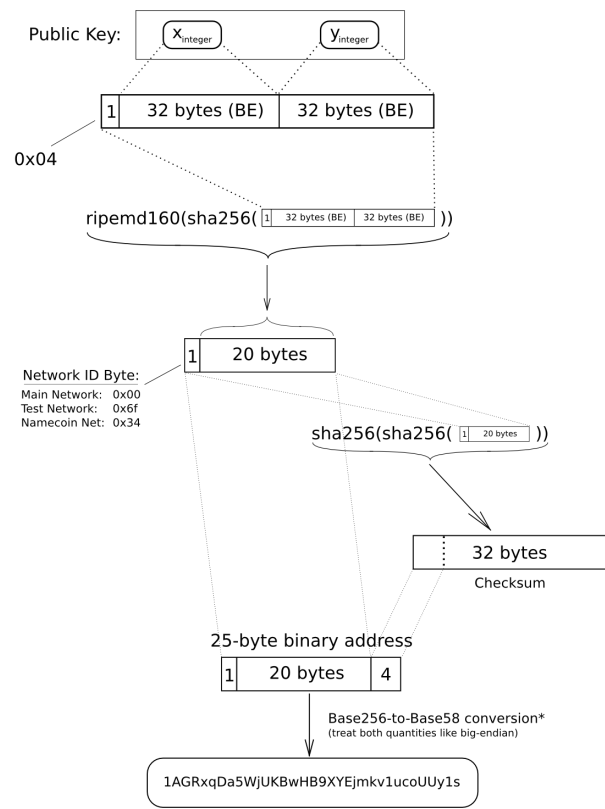 Public Key:
x integer
y integer
1
32 bytes (BE)
32 bytes (BE)
0x04
ripemd160(sha256( 1 32 bytes (BE) 32 bytes (BE) ))
1
20 bytes
Network ID Byte:
Main Network: 0x00
Test Network: 0x6f
Namecoin Net: 0x34
sha256(sha256( 1 20 bytes ))
32 bytes
Checksum
25-byte binary address
1
20 bytes
4
Base256-to-Base58 conversion*
(treat both quantities like big-endian)
1AGRxqDa5WjUKBwHB9XYEjmkv1ucoUUy1s